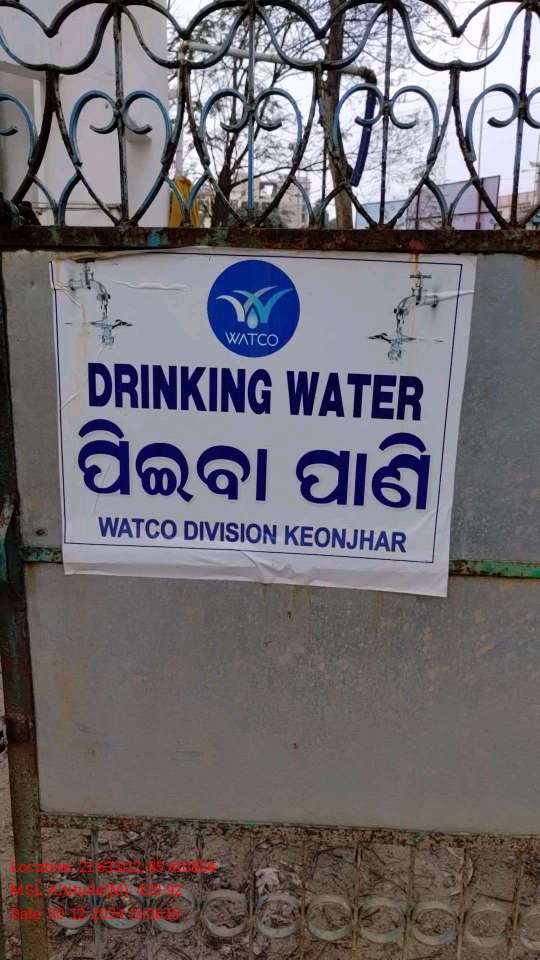 WATCO
DRINKING WATER
ପିଇବା ପାଣି
WATCO DIVISION KEONJHAR